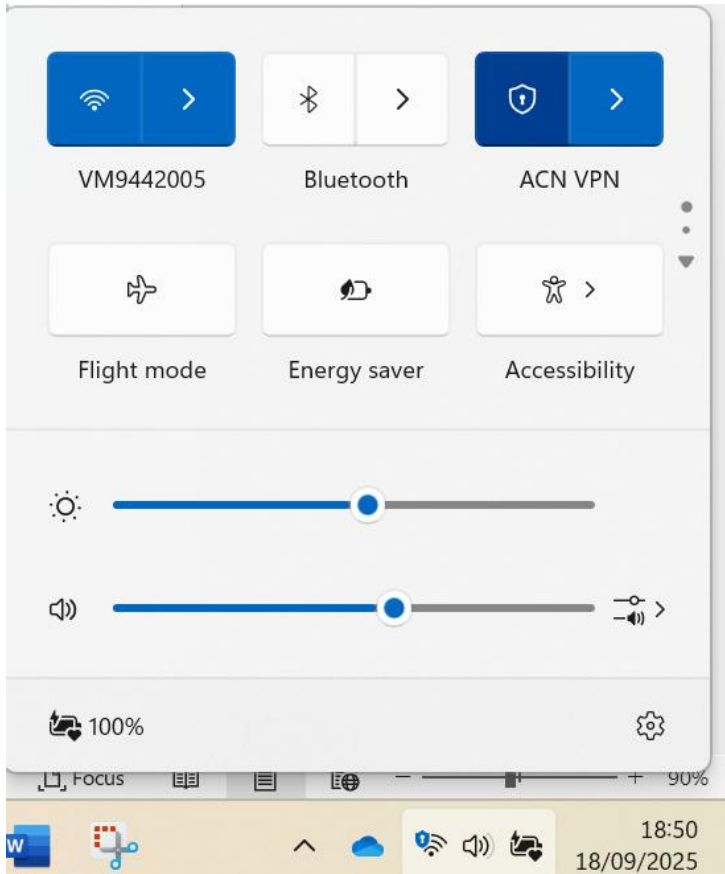 VM9442005
Bluetooth
ACN VPN
Flight mode
Energy saver
Accessibility
100%
Focus
90%
W
18:50
18/09/2025